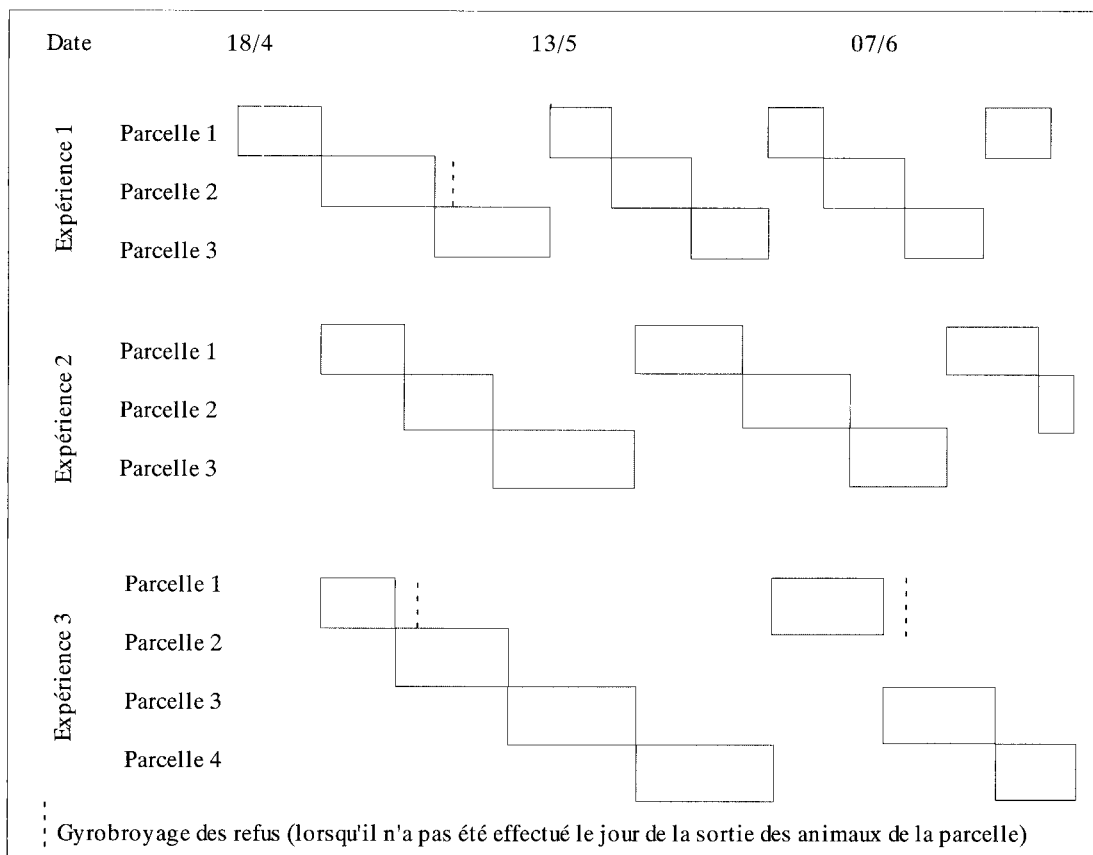 Date 18/4 13/5 07/6
Expérience 1
Parcelle 1
Parcelle 2
Parcelle 3
Expérience 2
Parcelle 1
Parcelle 2
Parcelle 3
Expérience 3
Parcelle 1
Parcelle 2
Parcelle 3
Parcelle 4
Gyrobroyage des refus (lorsqu'il n'a pas été effectué le jour de la sortie des animaux de la parcelle)